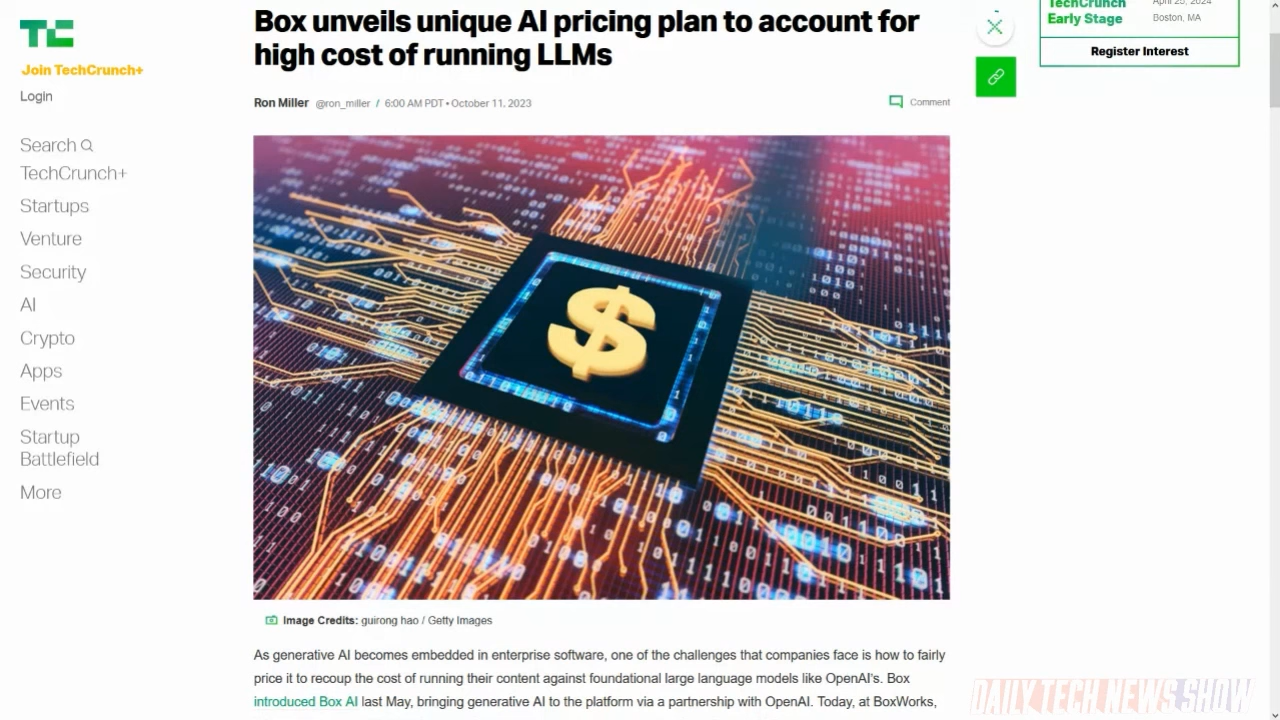 TC
Join TechCrunch+
Login
Search
TechCrunch+
Startups
Venture
Security
AI
Crypto
Apps
Events
Startup
Battlefield
More
Box unveils unique AI pricing plan to account for
high cost of running LLMs
Ron Miller @ron_miller / 6:00 AM PDT • October 11, 2023
Comment
Image Credits: guirong hao / Getty Images
As generative AI becomes embedded in enterprise software, one of the challenges that companies face is how to fairly
price it to recoup the cost of running their content against foundational large language models like OpenAI's. Box
introduced Box AI last May, bringing generative AI to the platform via a partnership with OpenAI. Today, at BoxWorks,
TechCrunch
Early Stage
April 25, 2024
Boston, MA
Register Interest
DAILY TECH NEWS SHOW